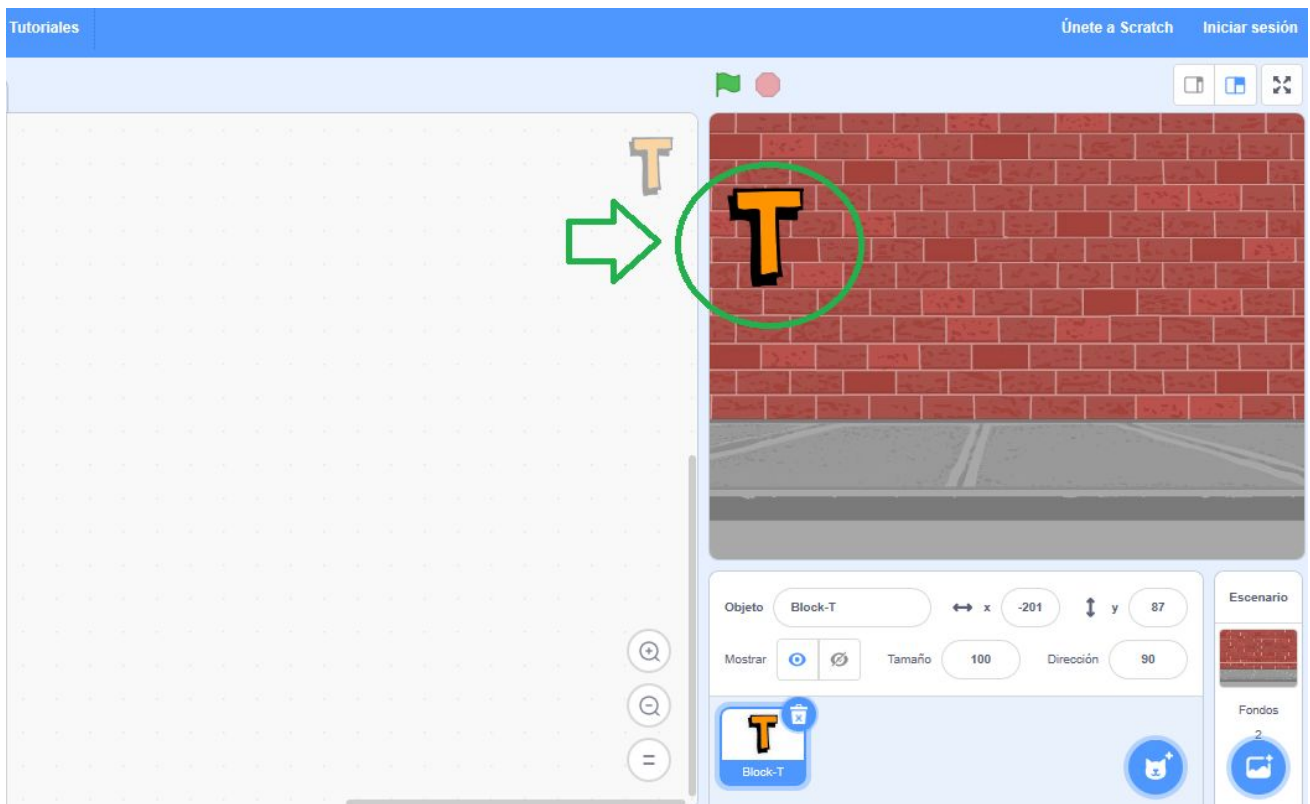 Tutoriales Únete a Scratch Iniciar sesión
T
T
Objeto Block-T x -201 y 87
Mostrar Tamaño 100 Dirección 90
T
Block-T
Escenario
Fondos
2